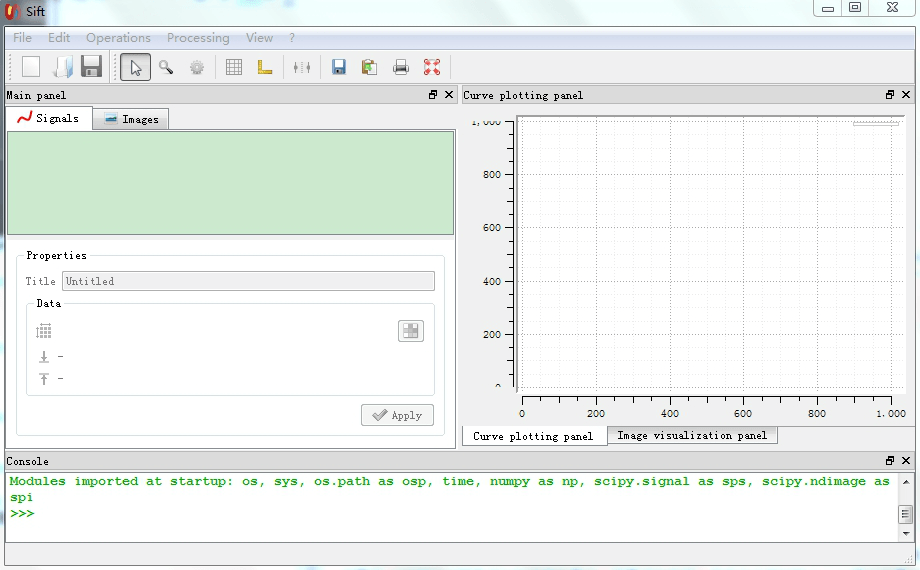 Sift
File Edit Operations Processing View ?
Main panel
Curve plotting panel
Signals Images
Properties
Title Untitled
Data
-
-
Apply
1,000
800
600
400
200
0
0 200 400 600 800 1.000
Curve plotting panel Image visualization panel
Console
Modules imported at startup: os, sys, os.path as osp, time, numpy as np, scipy.signal as sps, scipy.ndimage as
spi
>>>